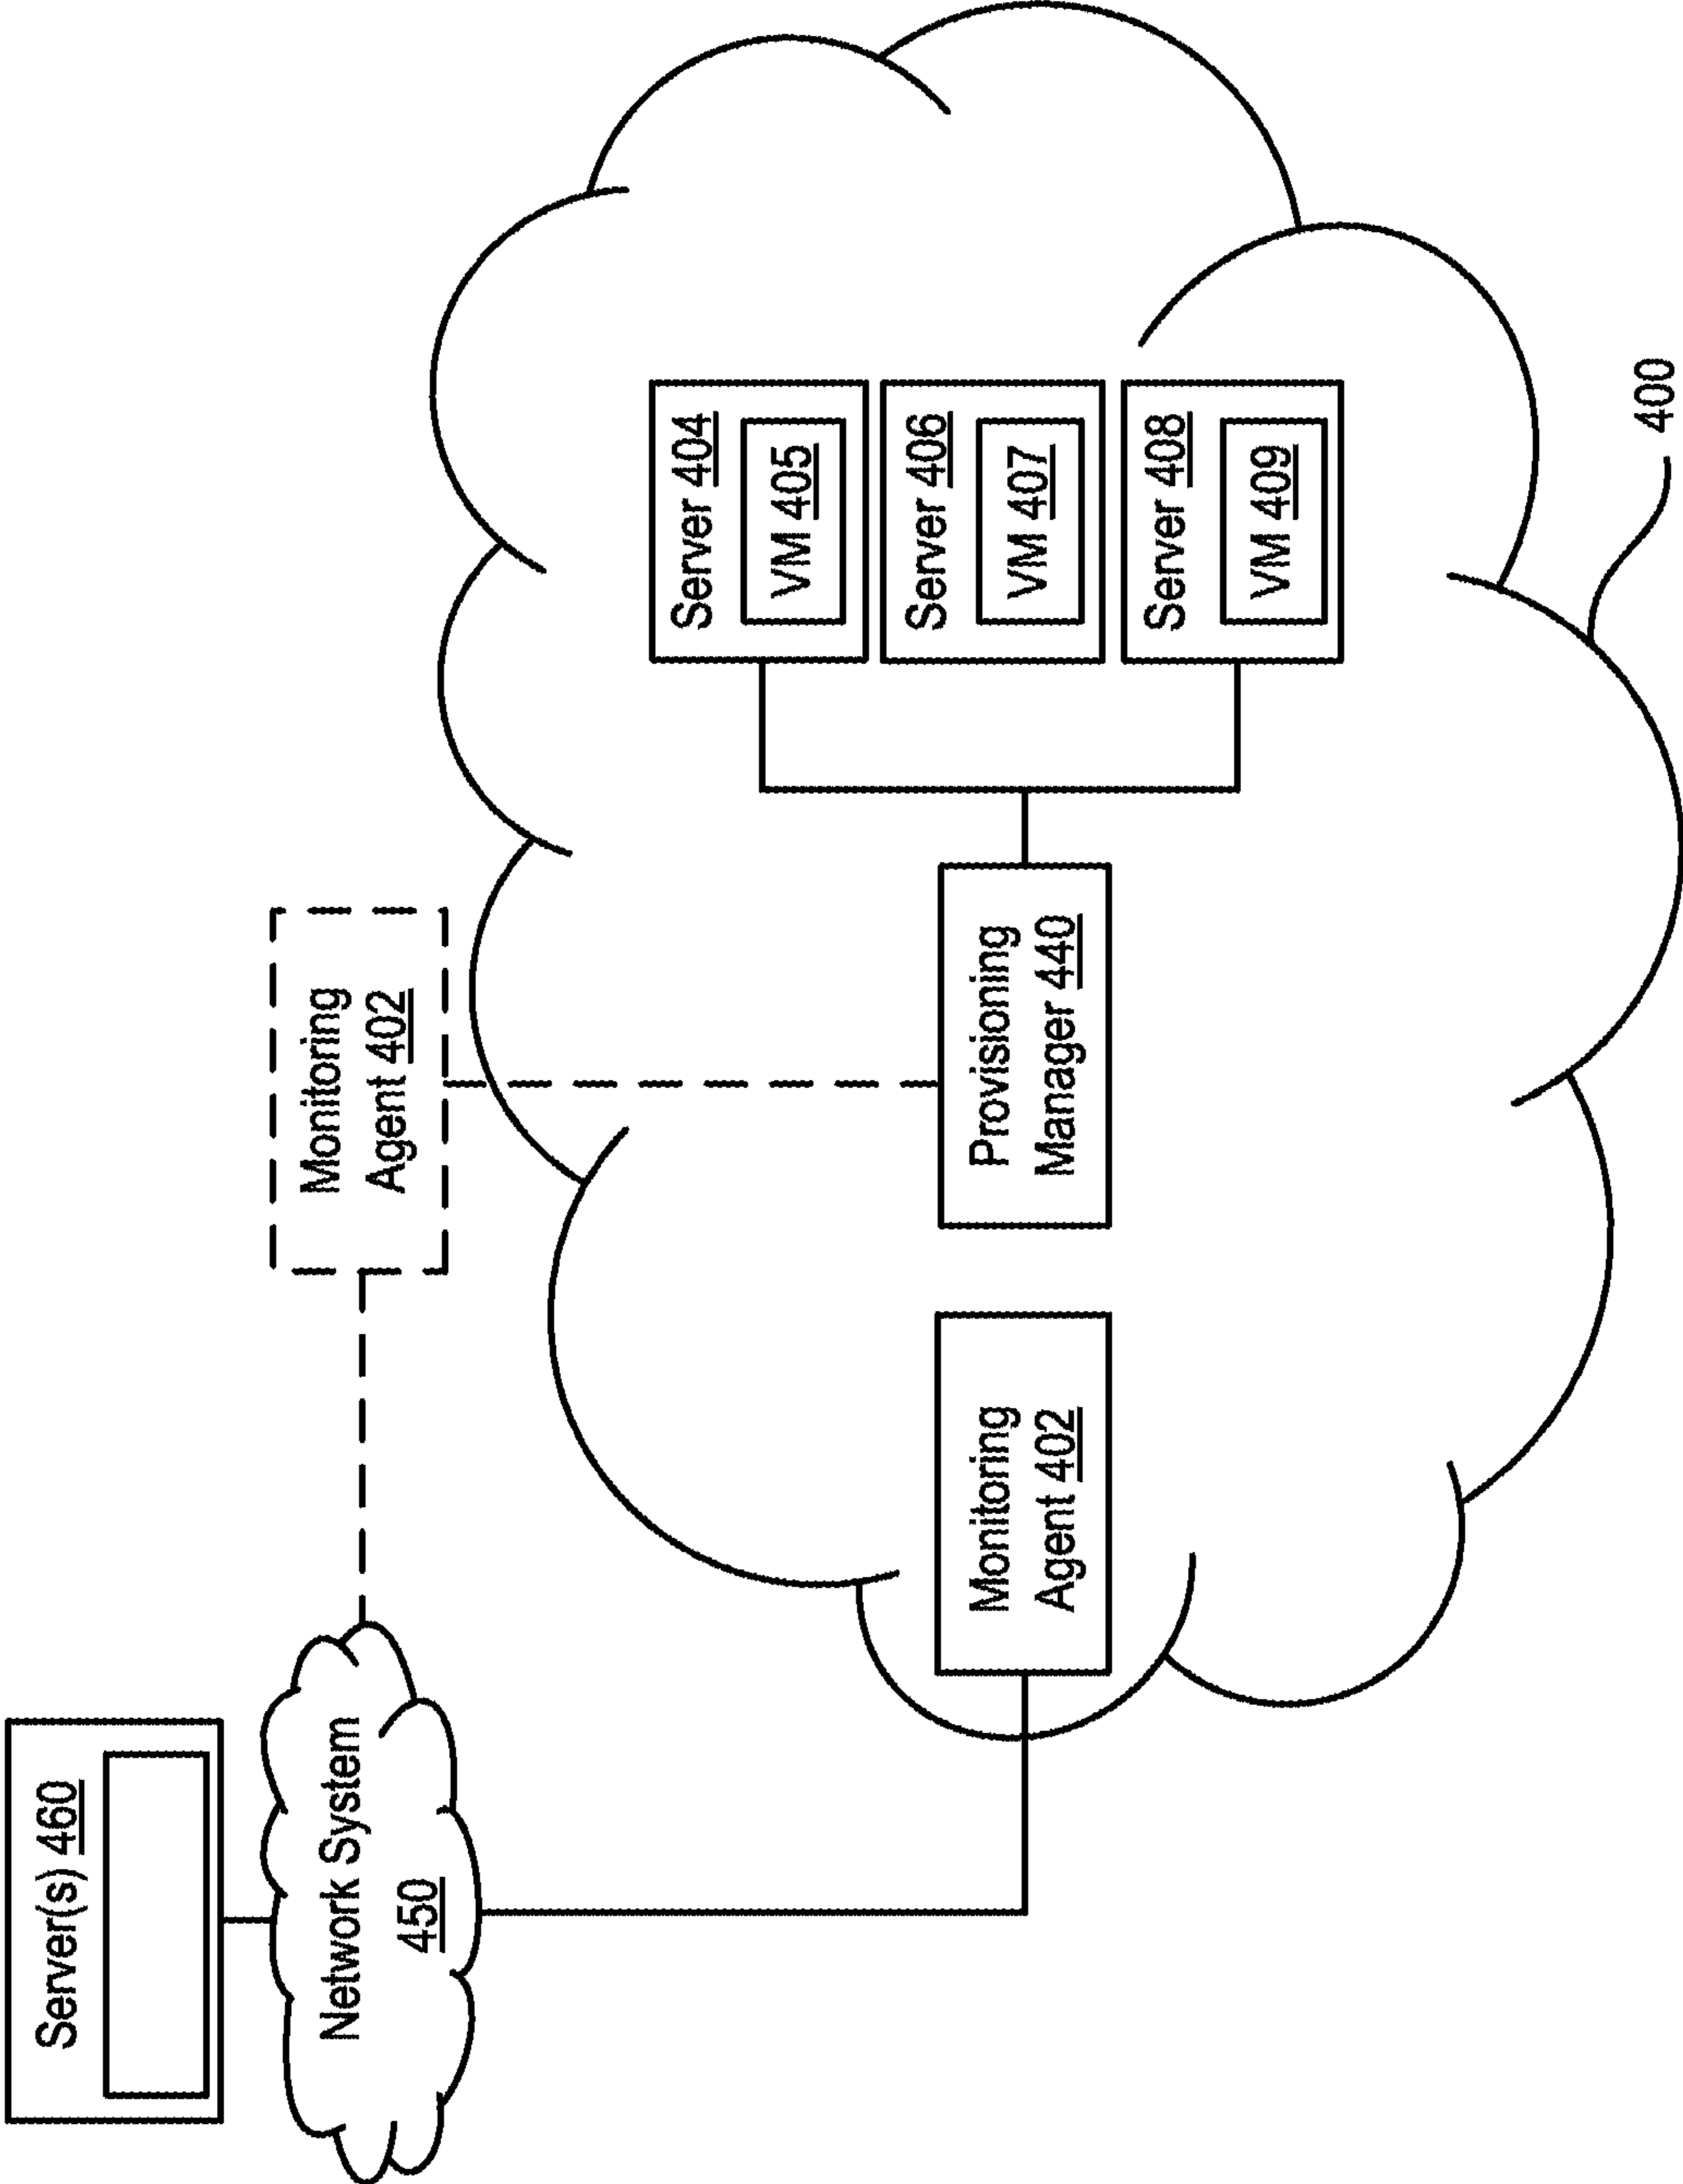 Server(s) 460
Network System
450
Monitoring
Agent 402
Monitoring
Agent 402
Provisioning
Manager 440
Server 404
VM 405
Server 406
VM 407
Server 408
VM 409
400